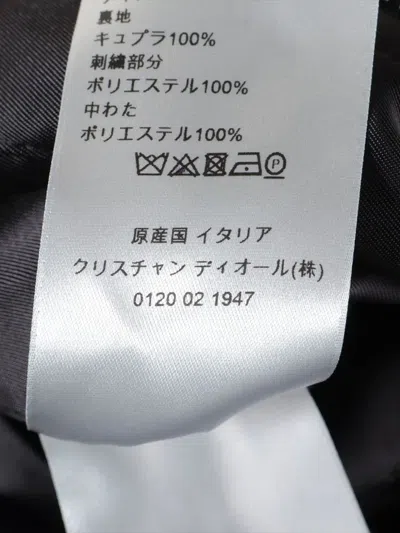 裏地
キュプラ100%
刺繍部分
ポリエステル100%
中わた
ポリエステル100%
P
原産国 イタリア
クリスチャン ディオール(株)
0120 02 1947